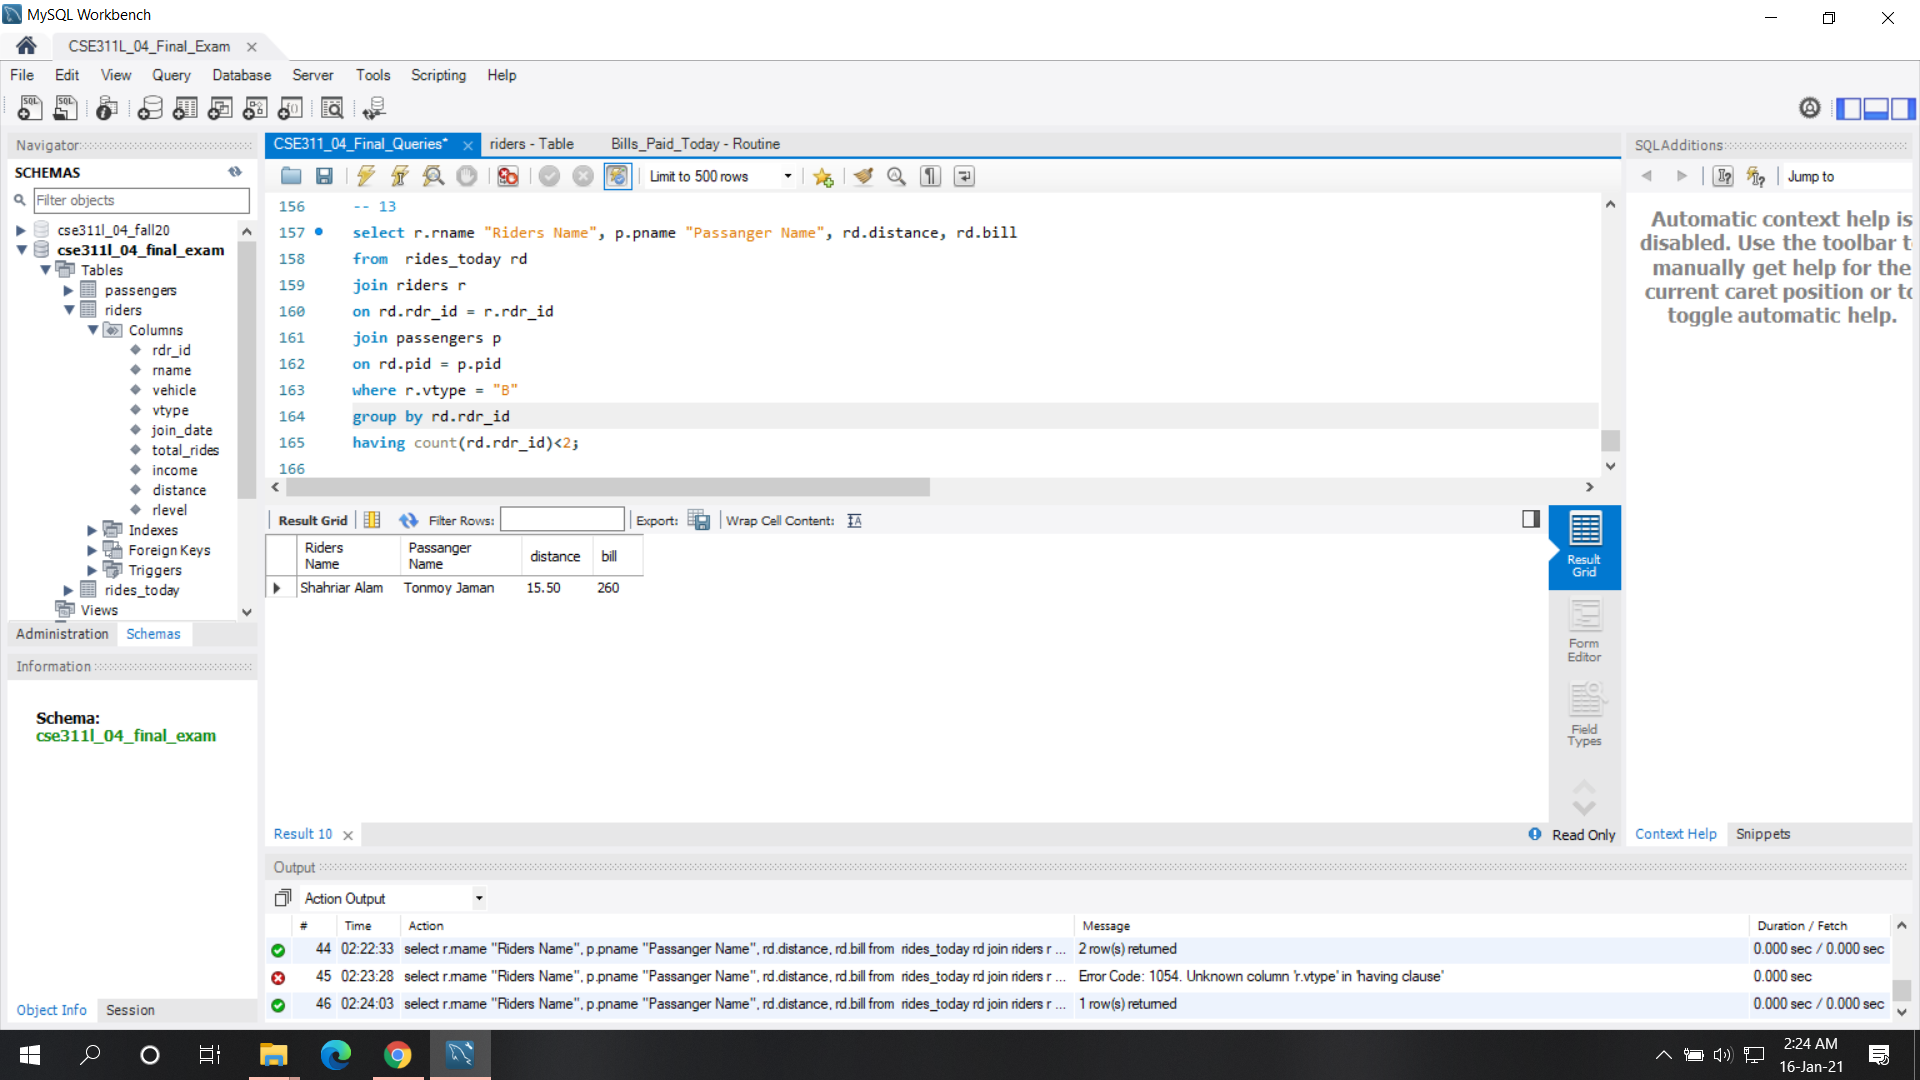 MySQL Workbench
CSE311L_04_Final_Exam
File Edit View Query Database Server Tools Scripting Help
Navigator
SCHEMAS
Filter objects
cse311l_04_fall20
cse311l_04_final_exam
Tables
passengers
riders
Columns
rdr_id
rname
vehicle
vtype
join_date
total_rides
income
distance
rlevel
Indexes
Foreign Keys
Triggers
rides_today
Views
Administration Schemas
Information
Schema:
cse311l_04_final_exam
Object Info Session
CSE311_04_Final_Queries* riders - Table Bills_Paid_Today - Routine
Limit to 500 rows
156 -- 13
157 select r.rname "Riders Name", p.pname "Passanger Name", rd.distance, rd.bill
158 from rides_today rd
159 join riders r
160 on rd.rdr_id = r.rdr_id
161 join passengers p
162 on rd.pid = p.pid
163 where r.vtype = "B"
164 group by rd.rdr_id
165 having count(rd.rdr_id)<2;
166
Result Grid Filter Rows: Export: Wrap Cell Content:
Riders Name Passanger Name distance bill
Shahriar Alam Tonmoy Jaman 15.50 260
Result Grid
Form Editor
Field Types
Result 10
Read Only
SQLAdditions
Jump to
Automatic context help is
disabled. Use the toolbar t
manually get help for the
current caret position or to
toggle automatic help.
Context Help Snippets
Output
Action Output
# Time Action Message Duration / Fetch
44 02:22:33 select r.rname "Riders Name", p.pname "Passanger Name", rd.distance, rd.bill from rides_today rd join riders r ... 2 row(s) returned 0.000 sec / 0.000 sec
45 02:23:28 select r.rname "Riders Name", p.pname "Passanger Name", rd.distance, rd.bill from rides_today rd join riders r ... Error Code: 1054. Unknown column 'r.vtype' in 'having clause' 0.000 sec
46 02:24:03 select r.rname "Riders Name", p.pname "Passanger Name", rd.distance, rd.bill from rides_today rd join riders r ... 1 row(s) returned 0.000 sec / 0.000 sec
2:24 AM
16-Jan-21